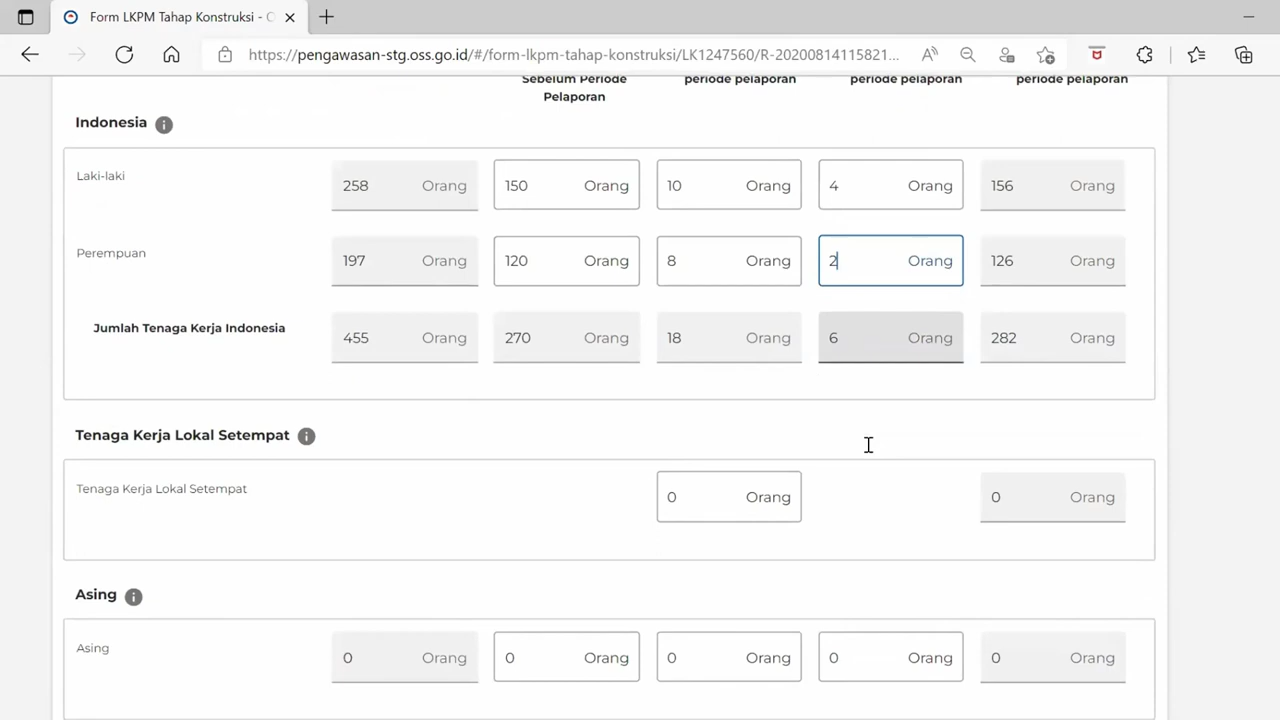 Form LKPM Tahap Konstruksi - O
https://pengawasan-stg.oss.go.id/#/form-lkpm-tahap-konstruksi/LK1247560/R-20200814115821...
Sebelum Periode periode pelaporan periode pelaporan periode pelaporan
Pelaporan
Indonesia
Laki-laki 258 Orang 150 Orang 10 Orang 4 Orang 156 Orang
Perempuan 197 Orang 120 Orang 8 Orang 2 Orang 126 Orang
Jumlah Tenaga Kerja Indonesia 455 Orang 270 Orang 18 Orang 6 Orang 282 Orang
Tenaga Kerja Lokal Setempat
Tenaga Kerja Lokal Setempat 0 Orang 0 Orang
Asing
Asing 0 Orang 0 Orang 0 Orang 0 Orang 0 Orang